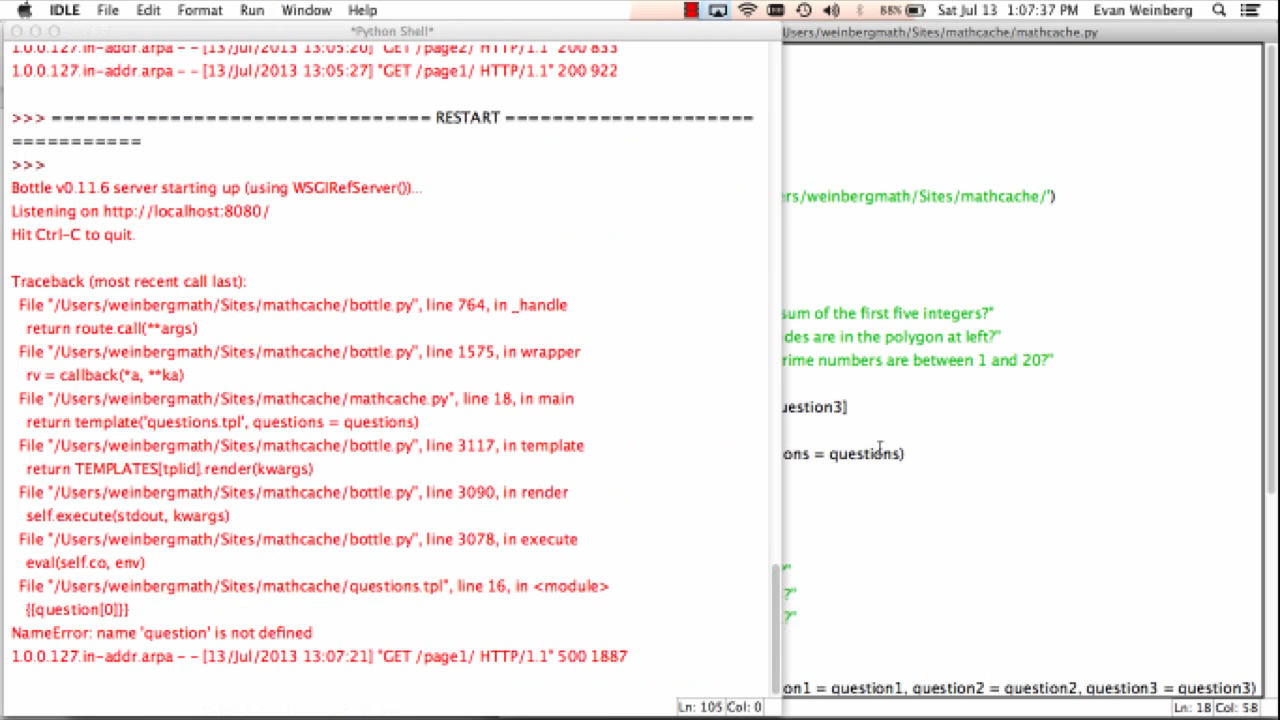 IDLE File Edit Format Run Window Help 88% Sat Jul 13 1:07:37 PM Evan Weinberg
*Python Shell*
Users/weinbergmath/Sites/mathcache/mathcache.py
1.0.0.127.in-addr.arpa - - [13/Jul/2013 13:05:20] "GET /page2/ HTTP/1.1" 200 833
1.0.0.127.in-addr.arpa - - [13/Jul/2013 13:05:27] "GET /page1/ HTTP/1.1" 200 922
>>> ================================ RESTART =====================
===========
>>>
Bottle v0.11.6 server starting up (using WSGIRefServer())...
Listening on http://localhost:8080/
Hit Ctrl-C to quit.
Traceback (most recent call last):
File "/Users/weinbergmath/Sites/mathcache/bottle.py", line 764, in _handle
return route.call(**args)
File "/Users/weinbergmath/Sites/mathcache/bottle.py", line 1575, in wrapper
rv = callback(*a, **ka)
File "/Users/weinbergmath/Sites/mathcache/mathcache.py", line 18, in main
return template('questions.tpl', questions = questions)
File "/Users/weinbergmath/Sites/mathcache/bottle.py", line 3117, in template
return TEMPLATES[tplid].render(kwargs)
File "/Users/weinbergmath/Sites/mathcache/bottle.py", line 3090, in render
self.execute(stdout, kwargs)
File "/Users/weinbergmath/Sites/mathcache/bottle.py", line 3078, in execute
eval(self.co, env)
File "/Users/weinbergmath/Sites/mathcache/questions.tpl", line 16, in <module>
{{question[0]}}
NameError: name 'question' is not defined
1.0.0.127.in-addr.arpa - - [13/Jul/2013 13:07:21] "GET /page1/ HTTP/1.1" 500 1887
Ln: 105 Col: 0
rs/weinbergmath/Sites/mathcache/')
sum of the first five integers?"
des are in the polygon at left?"
rime numbers are between 1 and 20?"
uestion3]
ons = questions)
"
?"
?"
on1 = question1, question2 = question2, question3 = question3)
Ln: 18 Col: 58